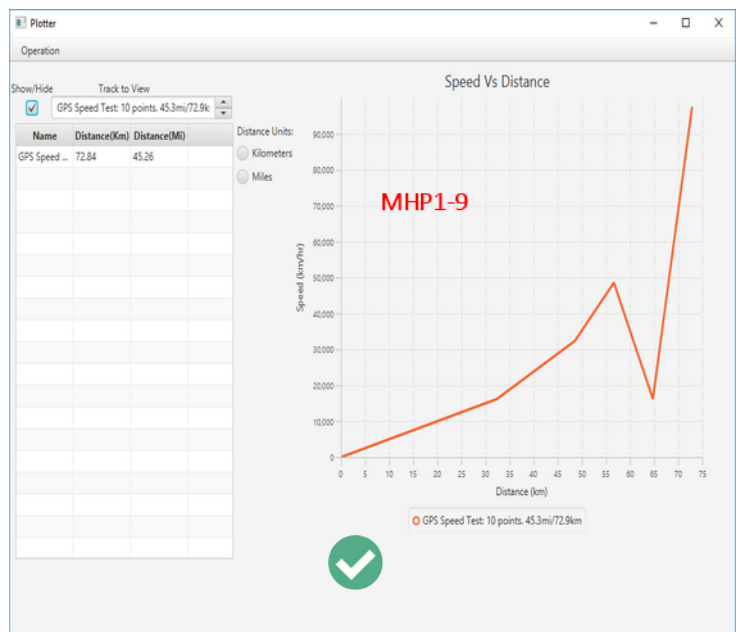 Plotter
Operation
Show/Hide Track to View
GPS Speed Test: 10 points. 45.3mi/72.9k
Name Distance(Km) Distance(Mi)
GPS Speed ... 72.84 45.26
Distance Units:
Kilometers
Miles
Speed Vs Distance
MHP1-9
Speed (km/hr)
90,000
80,000
70,000
60,000
50,000
40,000
30,000
20,000
10,000
0
0 5 10 15 20 25 30 35 40 45 50 55 60 65 70 75
Distance (km)
GPS Speed Test: 10 points. 45.3mi/72.9km